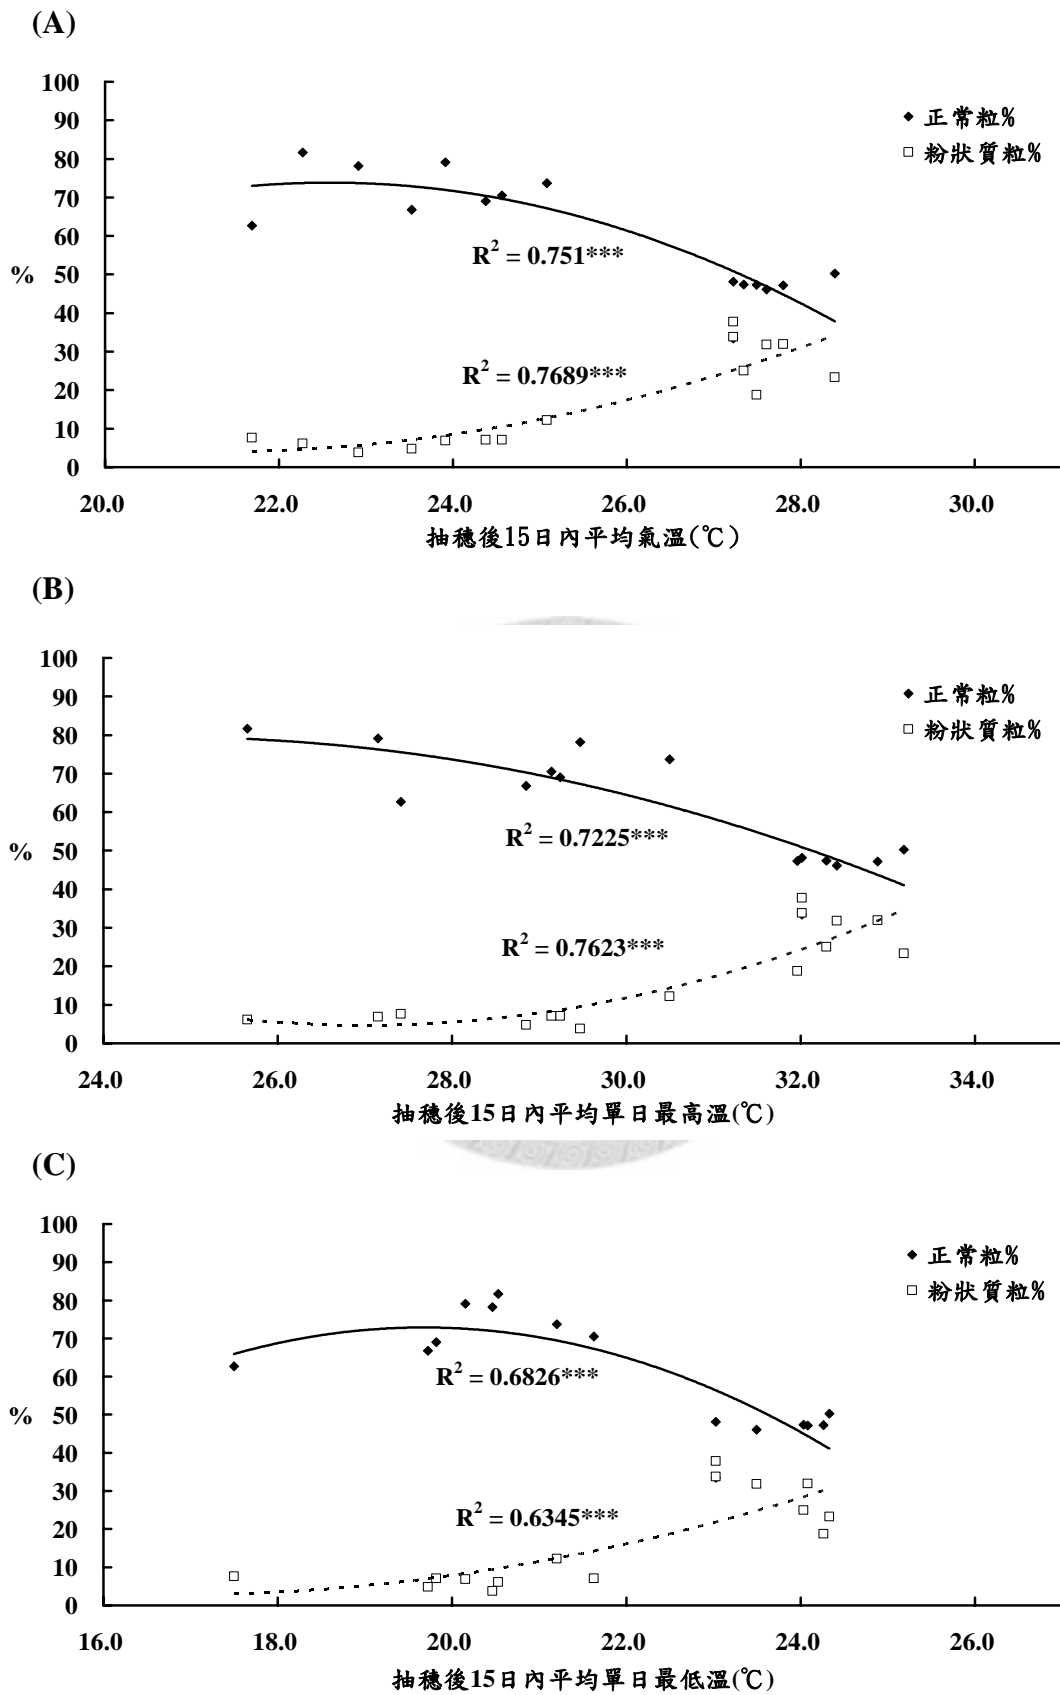 (A)
100
90
80
70
60
50
40
30
20
10
0
%
正常粒%
粉狀質粒%
R² = 0.751***
R² = 0.7689***
20.0 22.0 24.0 26.0 28.0 30.0
抽穗後15日內平均氣溫(℃)
(B)
100
90
80
70
60
50
40
30
20
10
0
%
正常粒%
粉狀質粒%
R² = 0.7225***
R² = 0.7623***
24.0 26.0 28.0 30.0 32.0 34.0
抽穗後15日內平均單日最高溫(℃)
(C)
100
90
80
70
60
50
40
30
20
10
0
%
正常粒%
粉狀質粒%
R² = 0.6826***
R² = 0.6345***
16.0 18.0 20.0 22.0 24.0 26.0
抽穗後15日內平均單日最低溫(℃)